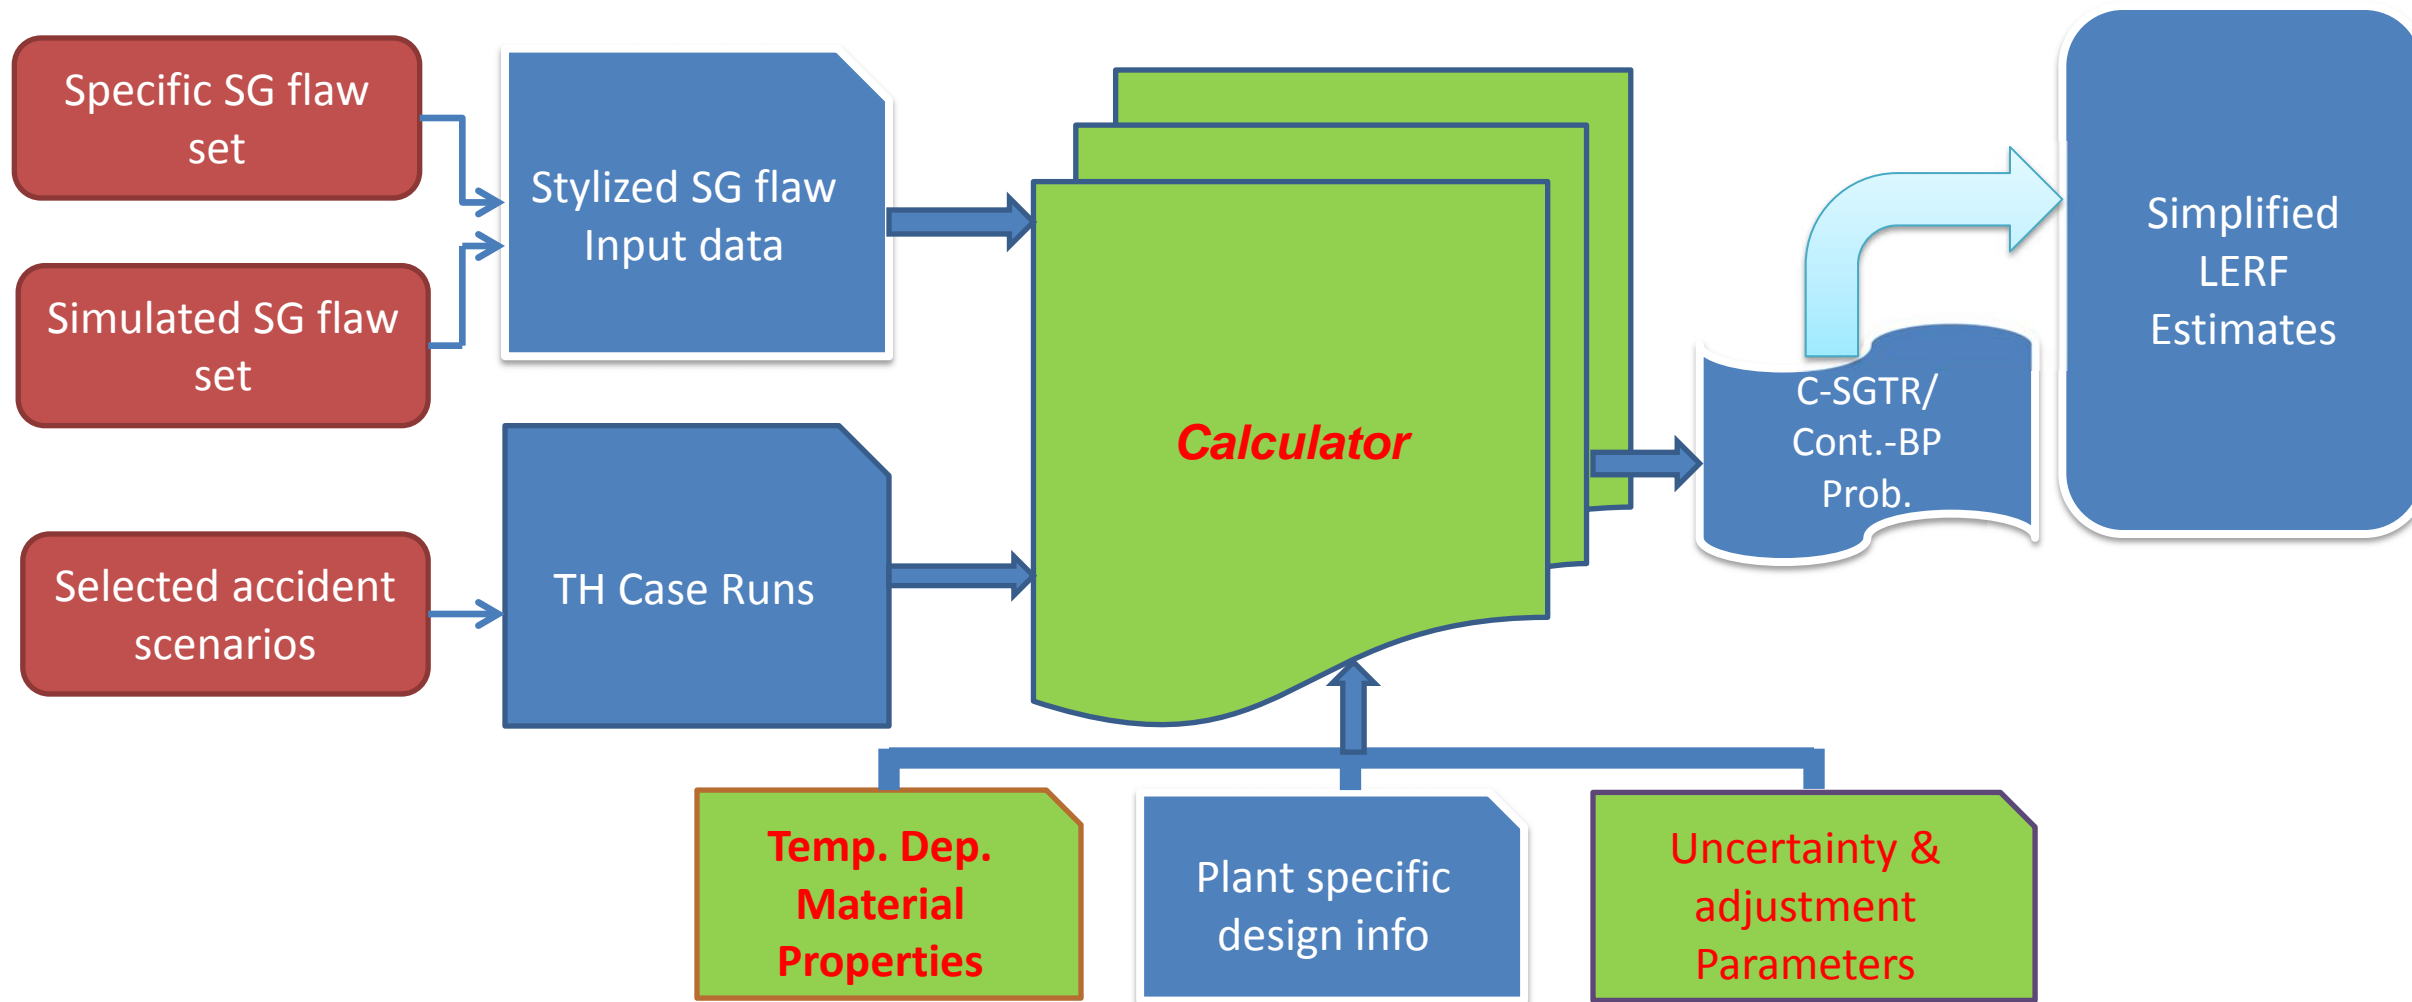 Specific SG flaw
set
Simulated SG flaw
set
Selected accident
scenarios
Stylized SG flaw
Input data
TH Case Runs
Calculator
C-SGTR/
Cont.-BP
Prob.
Simplified
LERF
Estimates
Temp. Dep.
Material
Properties
Plant specific
design info
Uncertainty &
adjustment
Parameters